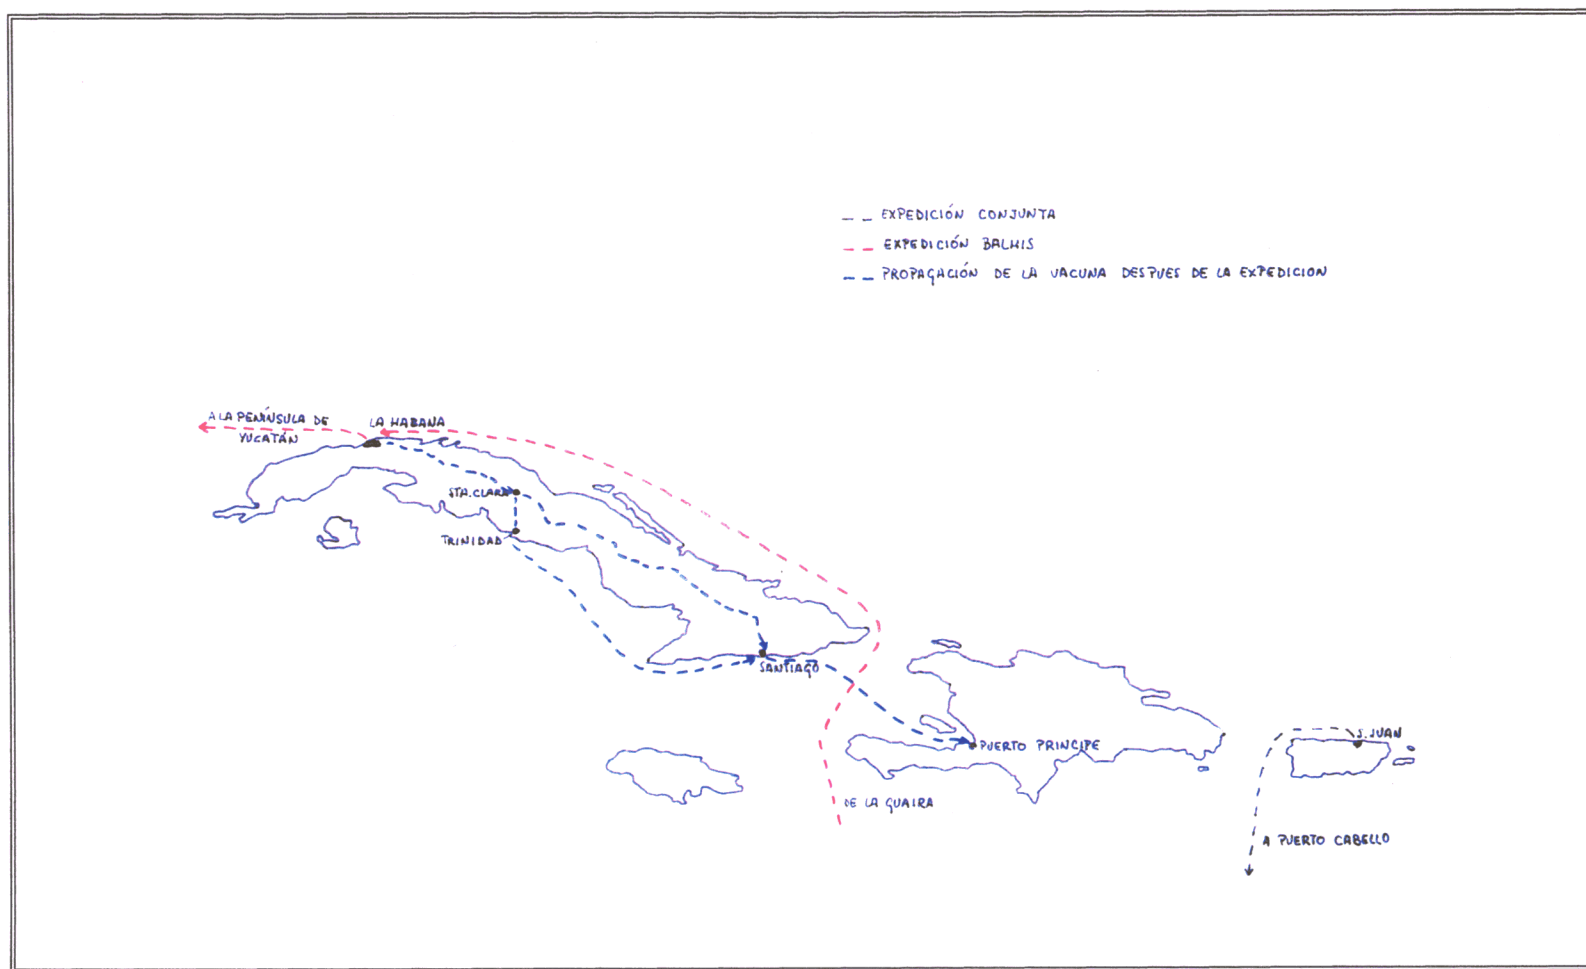 EXPEDICIÓN CONJUNTA
EXPEDICIÓN BALMIS
PROPAGACIÓN DE LA VACUNA DESPUES DE LA EXPEDICION
A LA PENÍNSULA DE
YUCATÁN
LA HABANA
STA. CLARA
TRINIDAD
SANTIAGO
PUERTO PRINCIPE
S. JUAN
DE LA GUAIRA
A PUERTO CABELLO